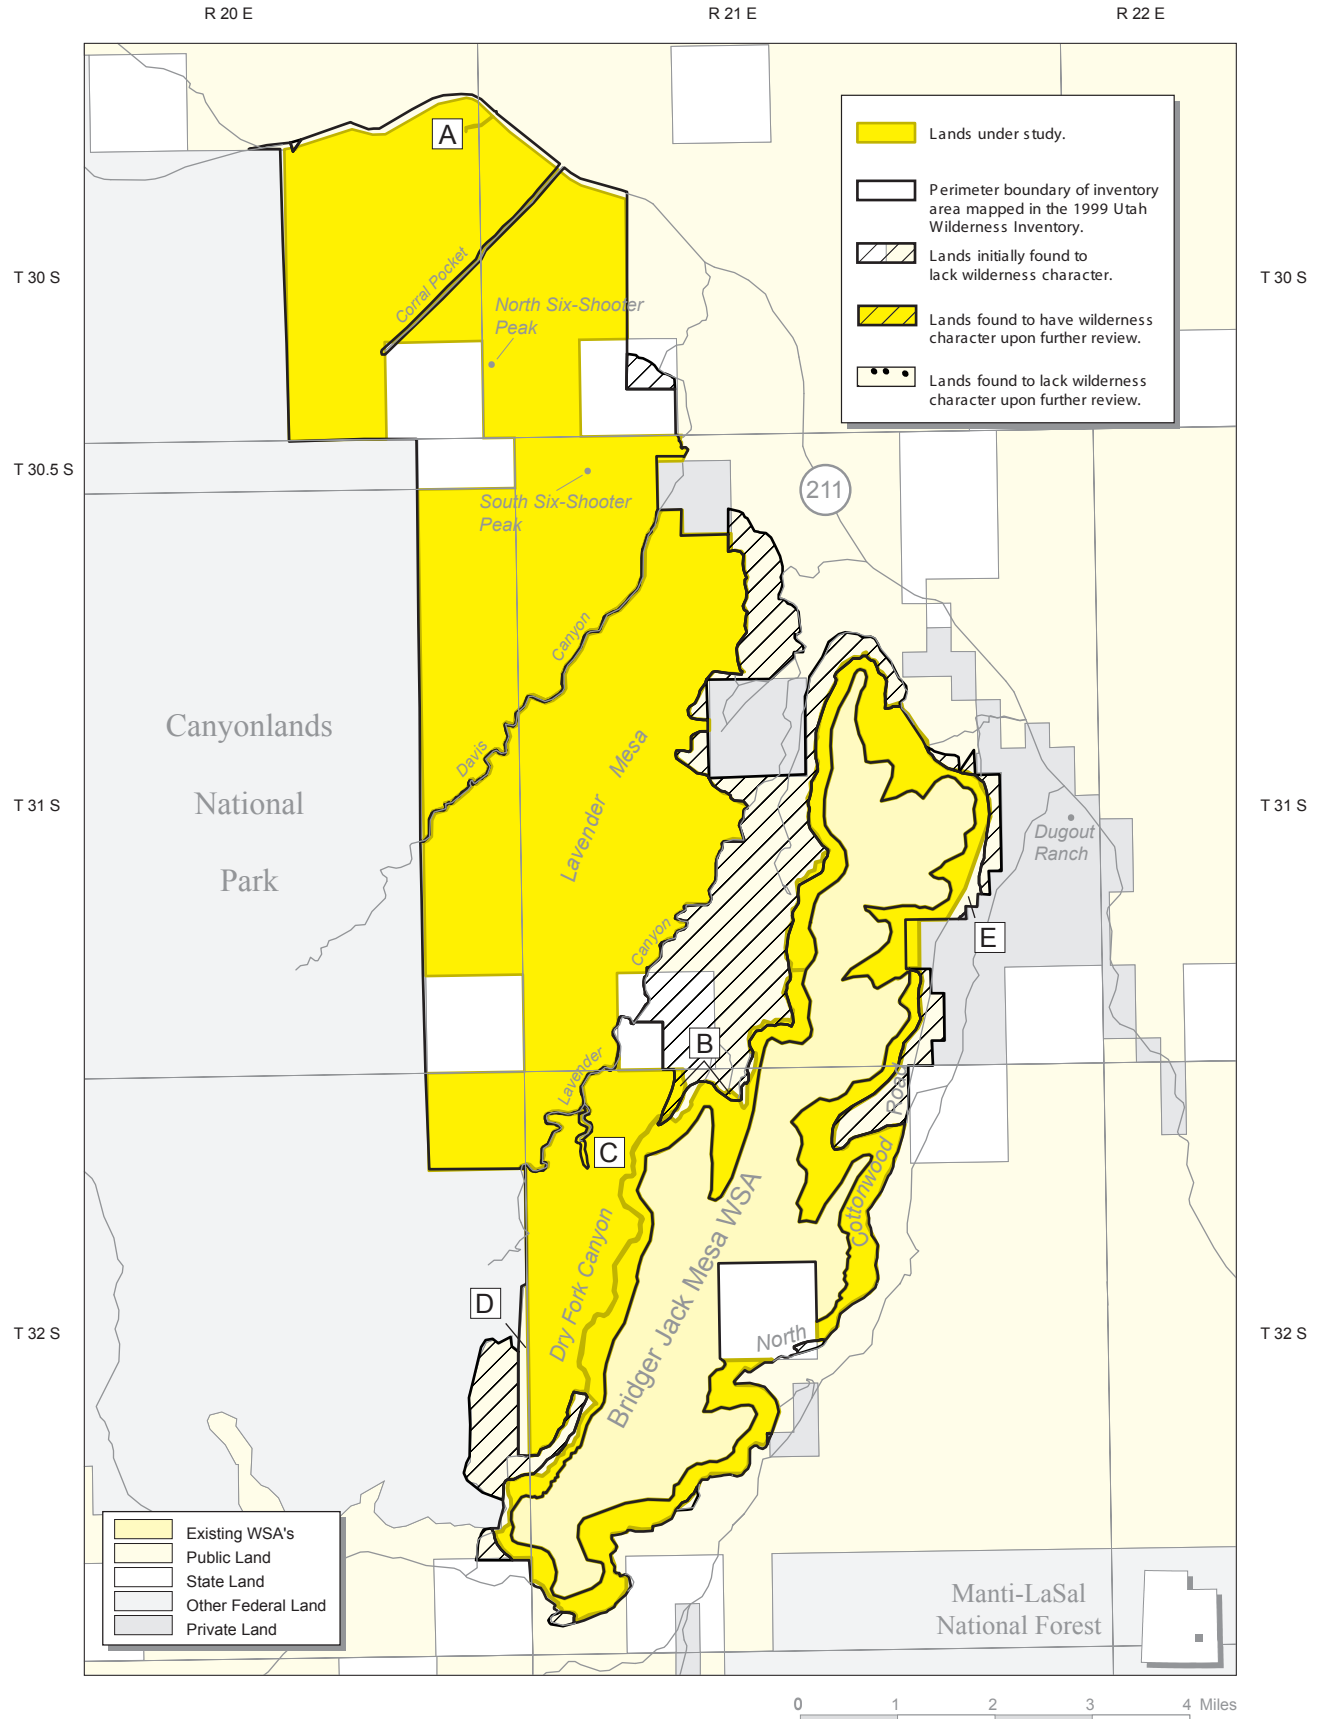 R 20 E
R 21 E
R 22 E
A
Lands under study.
Perimeter boundary of inventory
area mapped in the 1999 Utah
Wilderness Inventory.
Lands initially found to
lack wilderness character.
Lands found to have wilderness
character upon further review.
Lands found to lack wilderness
character upon further review.
T 30 S
T 30 S
Corral Pocket
North Six-Shooter
Peak
T 30.5 S
T 30.5 S
South Six-Shooter
Peak
211
Canyon
Davis
Canyonlands
National
Park
Lavender Mesa
T 31 S
T 31 S
Dugout
Ranch
Canyon
Lavender
E
B
C
Road
Cottonwood
North
Bridger Jack Mesa WSA
Dry Fork Canyon
D
T 32 S
T 32 S
Existing WSA's
Public Land
State Land
Other Federal Land
Private Land
Manti-LaSal
National Forest
0 1 2 3 4 Miles